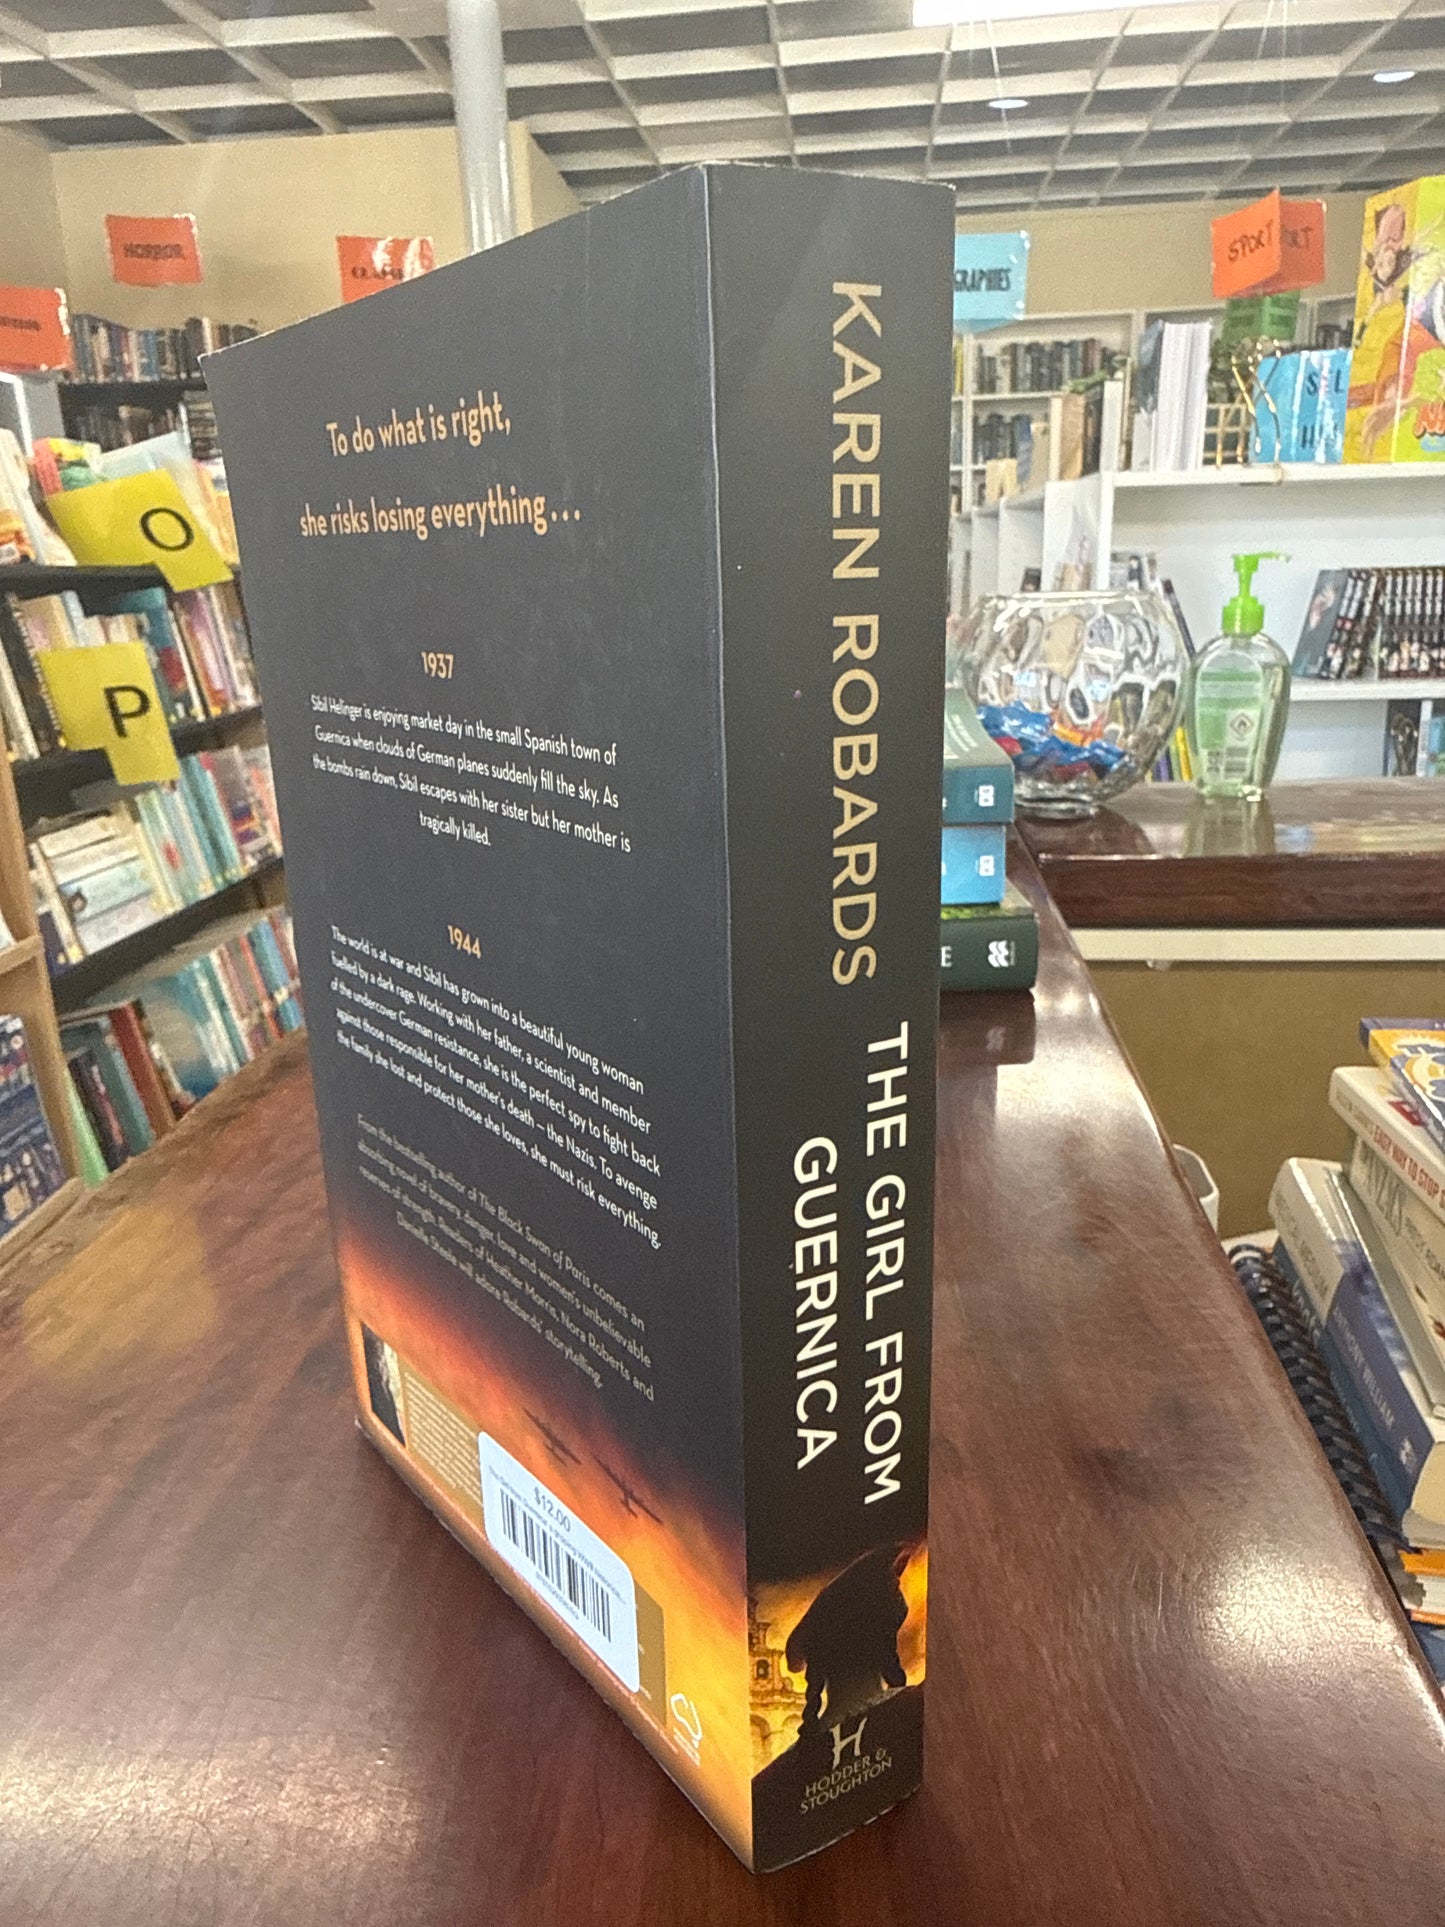 HORROR
SPORT
GRAPHIES
O
P
To do what is right,
she risks losing everything...
1937
Sibil Helinger is enjoying market day in the small Spanish town of
Guernica when clouds of German planes suddenly fill the sky. As
the bombs rain down, Sibil escapes with her sister but her mother is
tragically killed.
1944
The world is at war and Sibil has grown into a beautiful young woman
fuelled by a dark rage. Working with her father, a scientist and member
of the undercover German resistance, she is the perfect spy to fight back
against those responsible for her mother's death – the Nazis. To avenge
the family she lost and protect those she loves, she must risk everything.
From the bestselling author of The Black Swan of Paris comes an
absorbing novel of bravery, danger, love and women's unbelievable
reserves of strength. Readers of Heather Morris, Nora Roberts and
Danielle Steele will adore Robards' storytelling.
$12.00
KAREN ROBARDS
THE GIRL FROM
GUERNICA
H
HODDER &
STOUGHTON
EASY WAY TO STOP